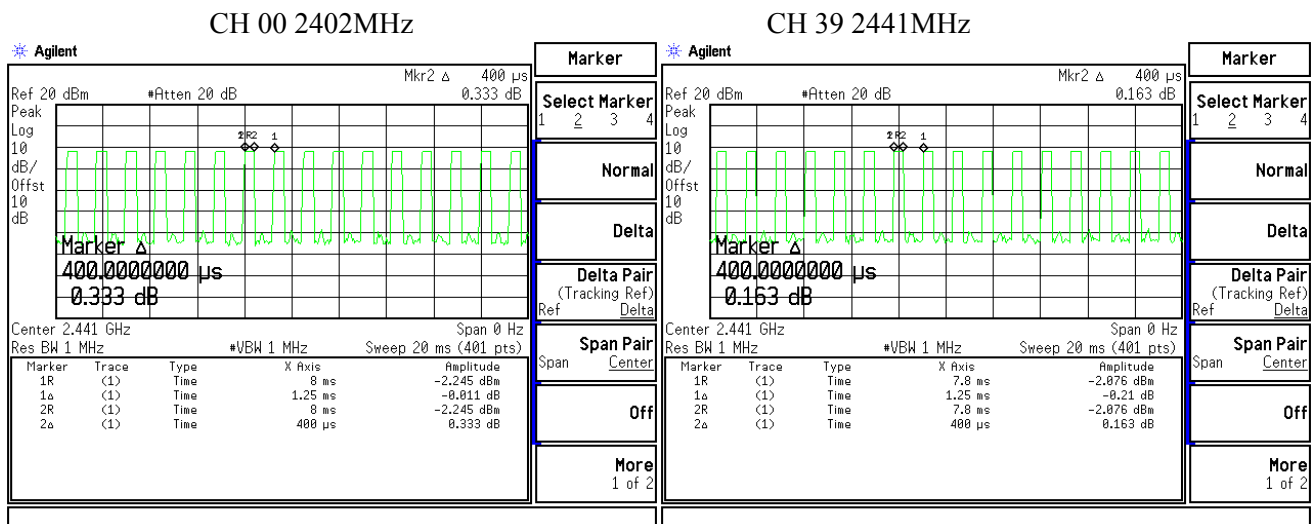 CH 00 2402MHz
Agilent
Mkr2 Δ 400 µs
Ref 20 dBm #Atten 20 dB 0.333 dB
Peak
Log
10
dB/
Offst
10
dB
2R2 1
Marker Δ
400.0000000 µs
0.333 dB
Center 2.441 GHz Span 0 Hz
Res BW 1 MHz #VBW 1 MHz Sweep 20 ms (401 pts)
Marker Trace Type X Axis Amplitude
1R (1) Time 8 ms -2.245 dBm
1Δ (1) Time 1.25 ms -0.011 dB
2R (1) Time 8 ms -2.245 dBm
2Δ (1) Time 400 µs 0.333 dB
Marker
Select Marker
1 2 3 4
Normal
Delta
Delta Pair
(Tracking Ref)
Ref Delta
Span Pair
Span Center
Off
More
1 of 2
CH 39 2441MHz
Agilent
Mkr2 Δ 400 µs
Ref 20 dBm #Atten 20 dB 0.163 dB
Peak
Log
10
dB/
Offst
10
dB
2R2 1
Marker Δ
400.0000000 µs
0.163 dB
Center 2.441 GHz Span 0 Hz
Res BW 1 MHz #VBW 1 MHz Sweep 20 ms (401 pts)
Marker Trace Type X Axis Amplitude
1R (1) Time 7.8 ms -2.076 dBm
1Δ (1) Time 1.25 ms -0.21 dB
2R (1) Time 7.8 ms -2.076 dBm
2Δ (1) Time 400 µs 0.163 dB
Marker
Select Marker
1 2 3 4
Normal
Delta
Delta Pair
(Tracking Ref)
Ref Delta
Span Pair
Span Center
Off
More
1 of 2